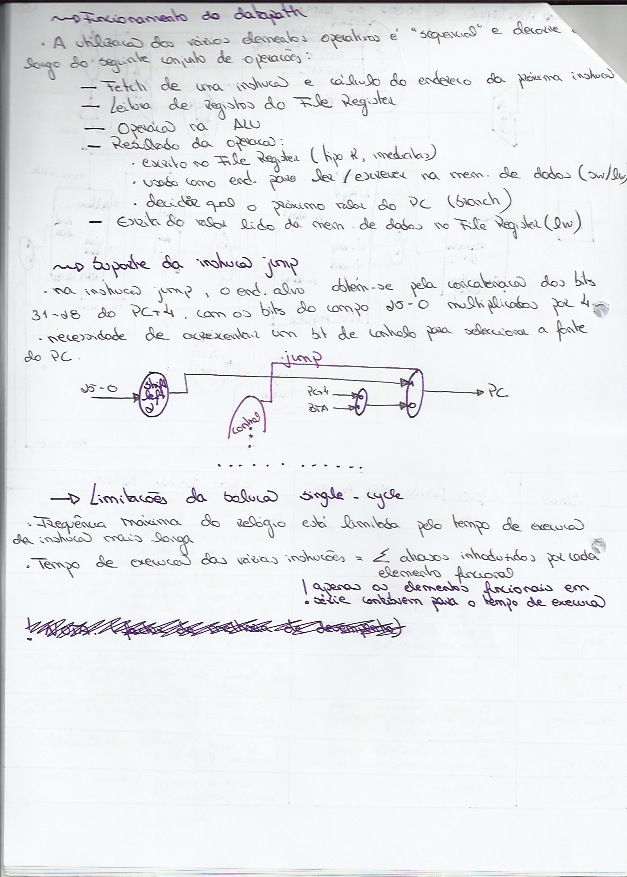 ~→ Funcionamento do datapath
· A utilização dos vários elementos operativos é "sequencial" e decorre
longo do seguinte conjunto de operações:
— Fetch de uma instrução e cálculo do endereço da próxima instrução
— Leitura de Registos do File Register
— Operação na ALU
— Resultado da operação:
· escrito no File Register (tipo R, imediatas)
· usado como end. para ler/escrever na mem. de dados (sw/lw)
· decidir qual o próximo valor do PC (branch)
— Escrita do valor lido da mem. de dados no File Register (lw)
~→ Suporte da instrução jump
· na instrução jump, o end. alvo obtém-se pela concatenação dos bits
31-28 do PC+4, com os bits do campo 25-0 multiplicados por 4
· necessidade de acrescentar um bit de controlo para seleccionar a fonte
do PC.
jump
25-0
shift
left
2
control
PC+4
BTA
1
0
PC
. . . . . . . . . . .
→ Limitações da solução single-cycle
· Frequência máxima do relógio está limitada pelo tempo de execução
da instrução mais longa
· Tempo de execução das várias instruções = Σ atrasos introduzidos por cada
elemento funcional
! apenas os elementos funcionais em
série contribuem para o tempo de execução